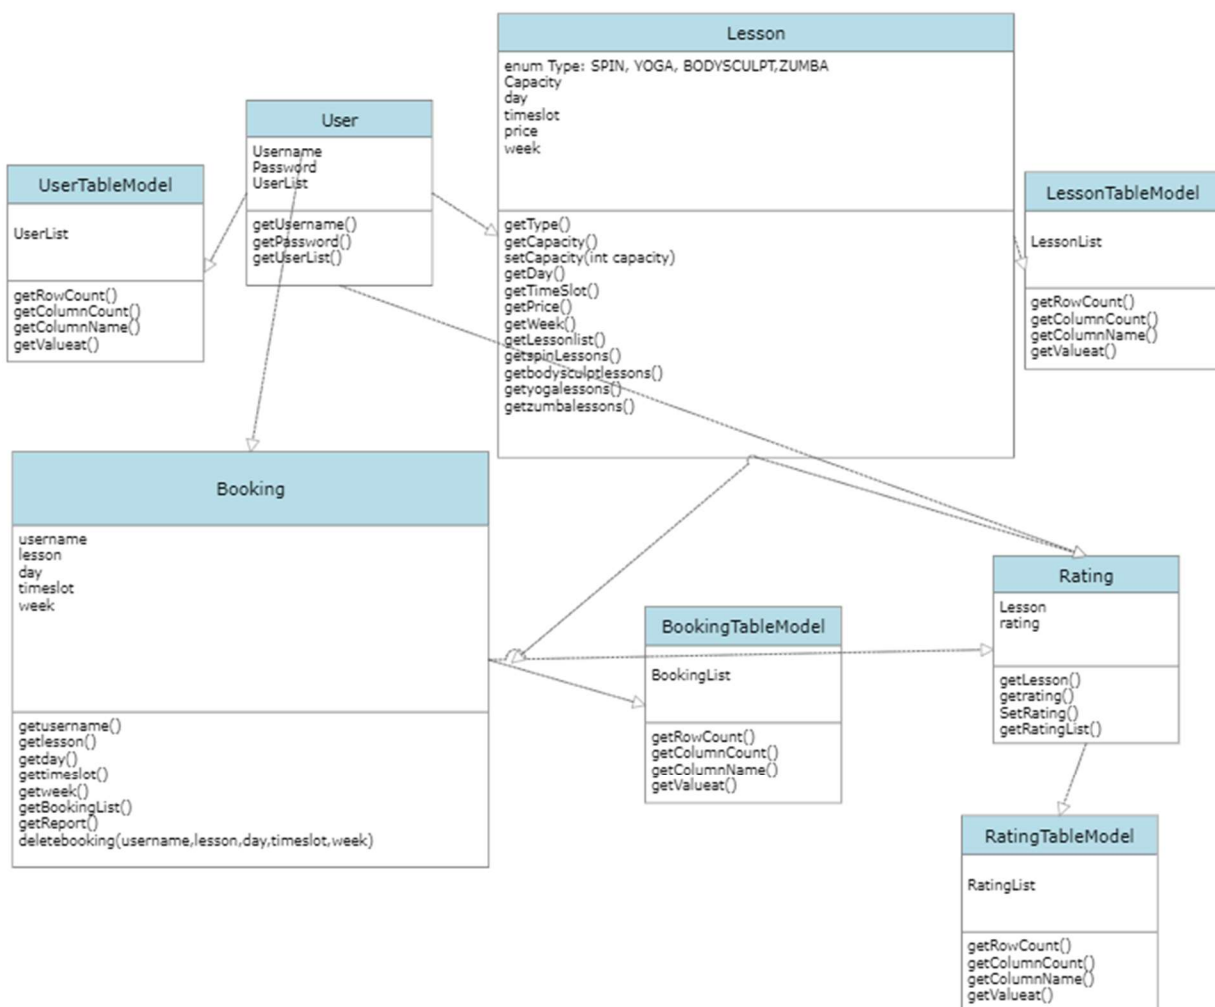 Lesson
enum Type: SPIN, YOGA, BODYSCULPT,ZUMBA
Capacity
day
timeslot
price
week
getType()
getCapacity()
setCapacity(int capacity)
getDay()
getTimeSlot()
getPrice()
getWeek()
getLessonlist()
getspinLessons()
getbodysculptlessons()
getyogalessons()
getzumbalessons()
User
Username
Password
UserList
getUsername()
getPassword()
getUserList()
UserTableModel
UserList
getRowCount()
getColumnCount()
getColumnName()
getValueat()
LessonTableModel
LessonList
getRowCount()
getColumnCount()
getColumnName()
getValueat()
Booking
username
lesson
day
timeslot
week
getusername()
getlesson()
getday()
gettimeslot()
getweek()
getBookingList()
getReport()
deletebooking(username,lesson,day,timeslot,week)
BookingTableModel
BookingList
getRowCount()
getColumnCount()
getColumnName()
getValueat()
Rating
Lesson
rating
getLesson()
getrating()
SetRating()
getRatingList()
RatingTableModel
RatingList
getRowCount()
getColumnCount()
getColumnName()
getValueat()